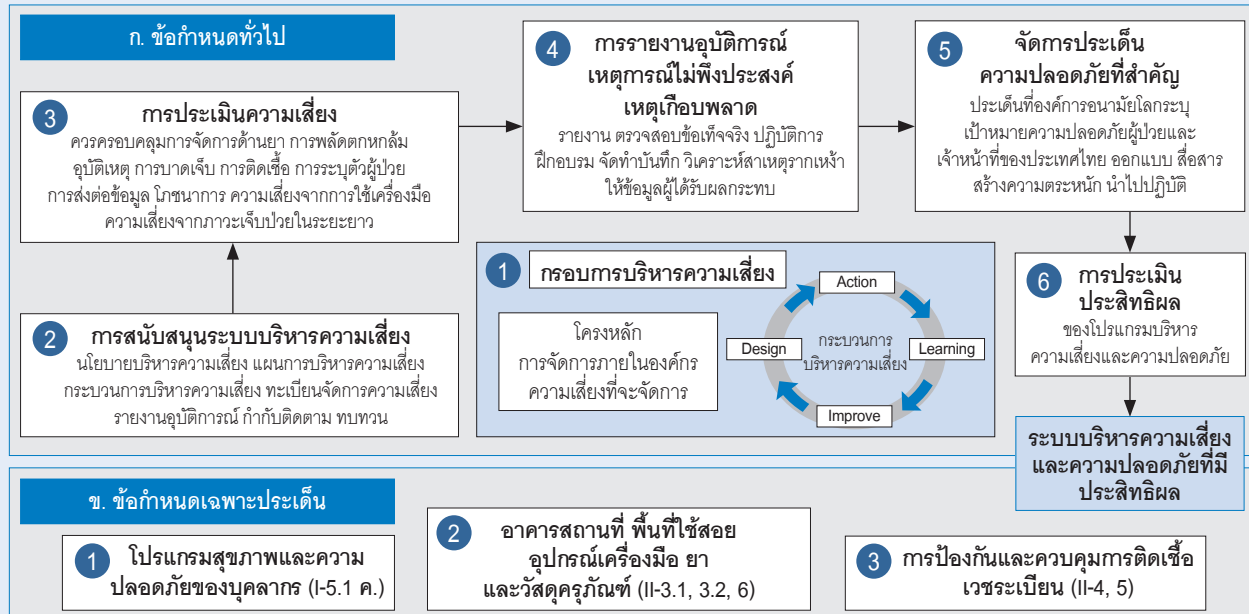 ก. ข้อกำหนดทั่วไป
1
กรอบการบริหารความเสี่ยง
โครงหลัก
การจัดการภายในองค์กร
ความเสี่ยงที่จะจัดการ
Action
Learning
Improve
Design
กระบวนการ
บริหารความเสี่ยง
2
การสนับสนุนระบบบริหารความเสี่ยง
นโยบายบริหารความเสี่ยง แผนการบริหารความเสี่ยง
กระบวนการบริหารความเสี่ยง ทะเบียนจัดการความเสี่ยง
รายงานอุบัติการณ์ กำกับติดตาม ทบทวน
3
การประเมินความเสี่ยง
ควรครอบคลุมการจัดการด้านยา การพลัดตกหกล้ม
อุบัติเหตุ การบาดเจ็บ การติดเชื้อ การระบุตัวผู้ป่วย
การส่งต่อข้อมูล โภชนาการ ความเสี่ยงจากการใช้เครื่องมือ
ความเสี่ยงจากภาวะเจ็บป่วยในระยะยาว
4
การรายงานอุบัติการณ์
เหตุการณ์ไม่พึงประสงค์
เหตุเกือบพลาด
รายงาน ตรวจสอบข้อเท็จจริง ปฏิบัติการ
ฝึกอบรม จัดทำบันทึก วิเคราะห์สาเหตุรากเหง้า
ให้ข้อมูลผู้ได้รับผลกระทบ
5
จัดการประเด็น
ความปลอดภัยที่สำคัญ
ประเด็นที่องค์การอนามัยโลกระบุ
เป้าหมายความปลอดภัยผู้ป่วยและ
เจ้าหน้าที่ของประเทศไทย ออกแบบ สื่อสาร
สร้างความตระหนัก นำไปปฏิบัติ
6
การประเมิน
ประสิทธิผล
ของโปรแกรมบริหาร
ความเสี่ยงและความปลอดภัย
ระบบบริหารความเสี่ยง
และความปลอดภัยที่มี
ประสิทธิผล
ข. ข้อกำหนดเฉพาะประเด็น
1
โปรแกรมสุขภาพและความ
ปลอดภัยของบุคลากร (I-5.1 ค.)
2
อาคารสถานที่ พื้นที่ใช้สอย
อุปกรณ์เครื่องมือ ยา
และวัสดุครุภัณฑ์ (II-3.1, 3.2, 6)
3
การป้องกันและควบคุมการติดเชื้อ
เวชระเบียน (II-4, 5)